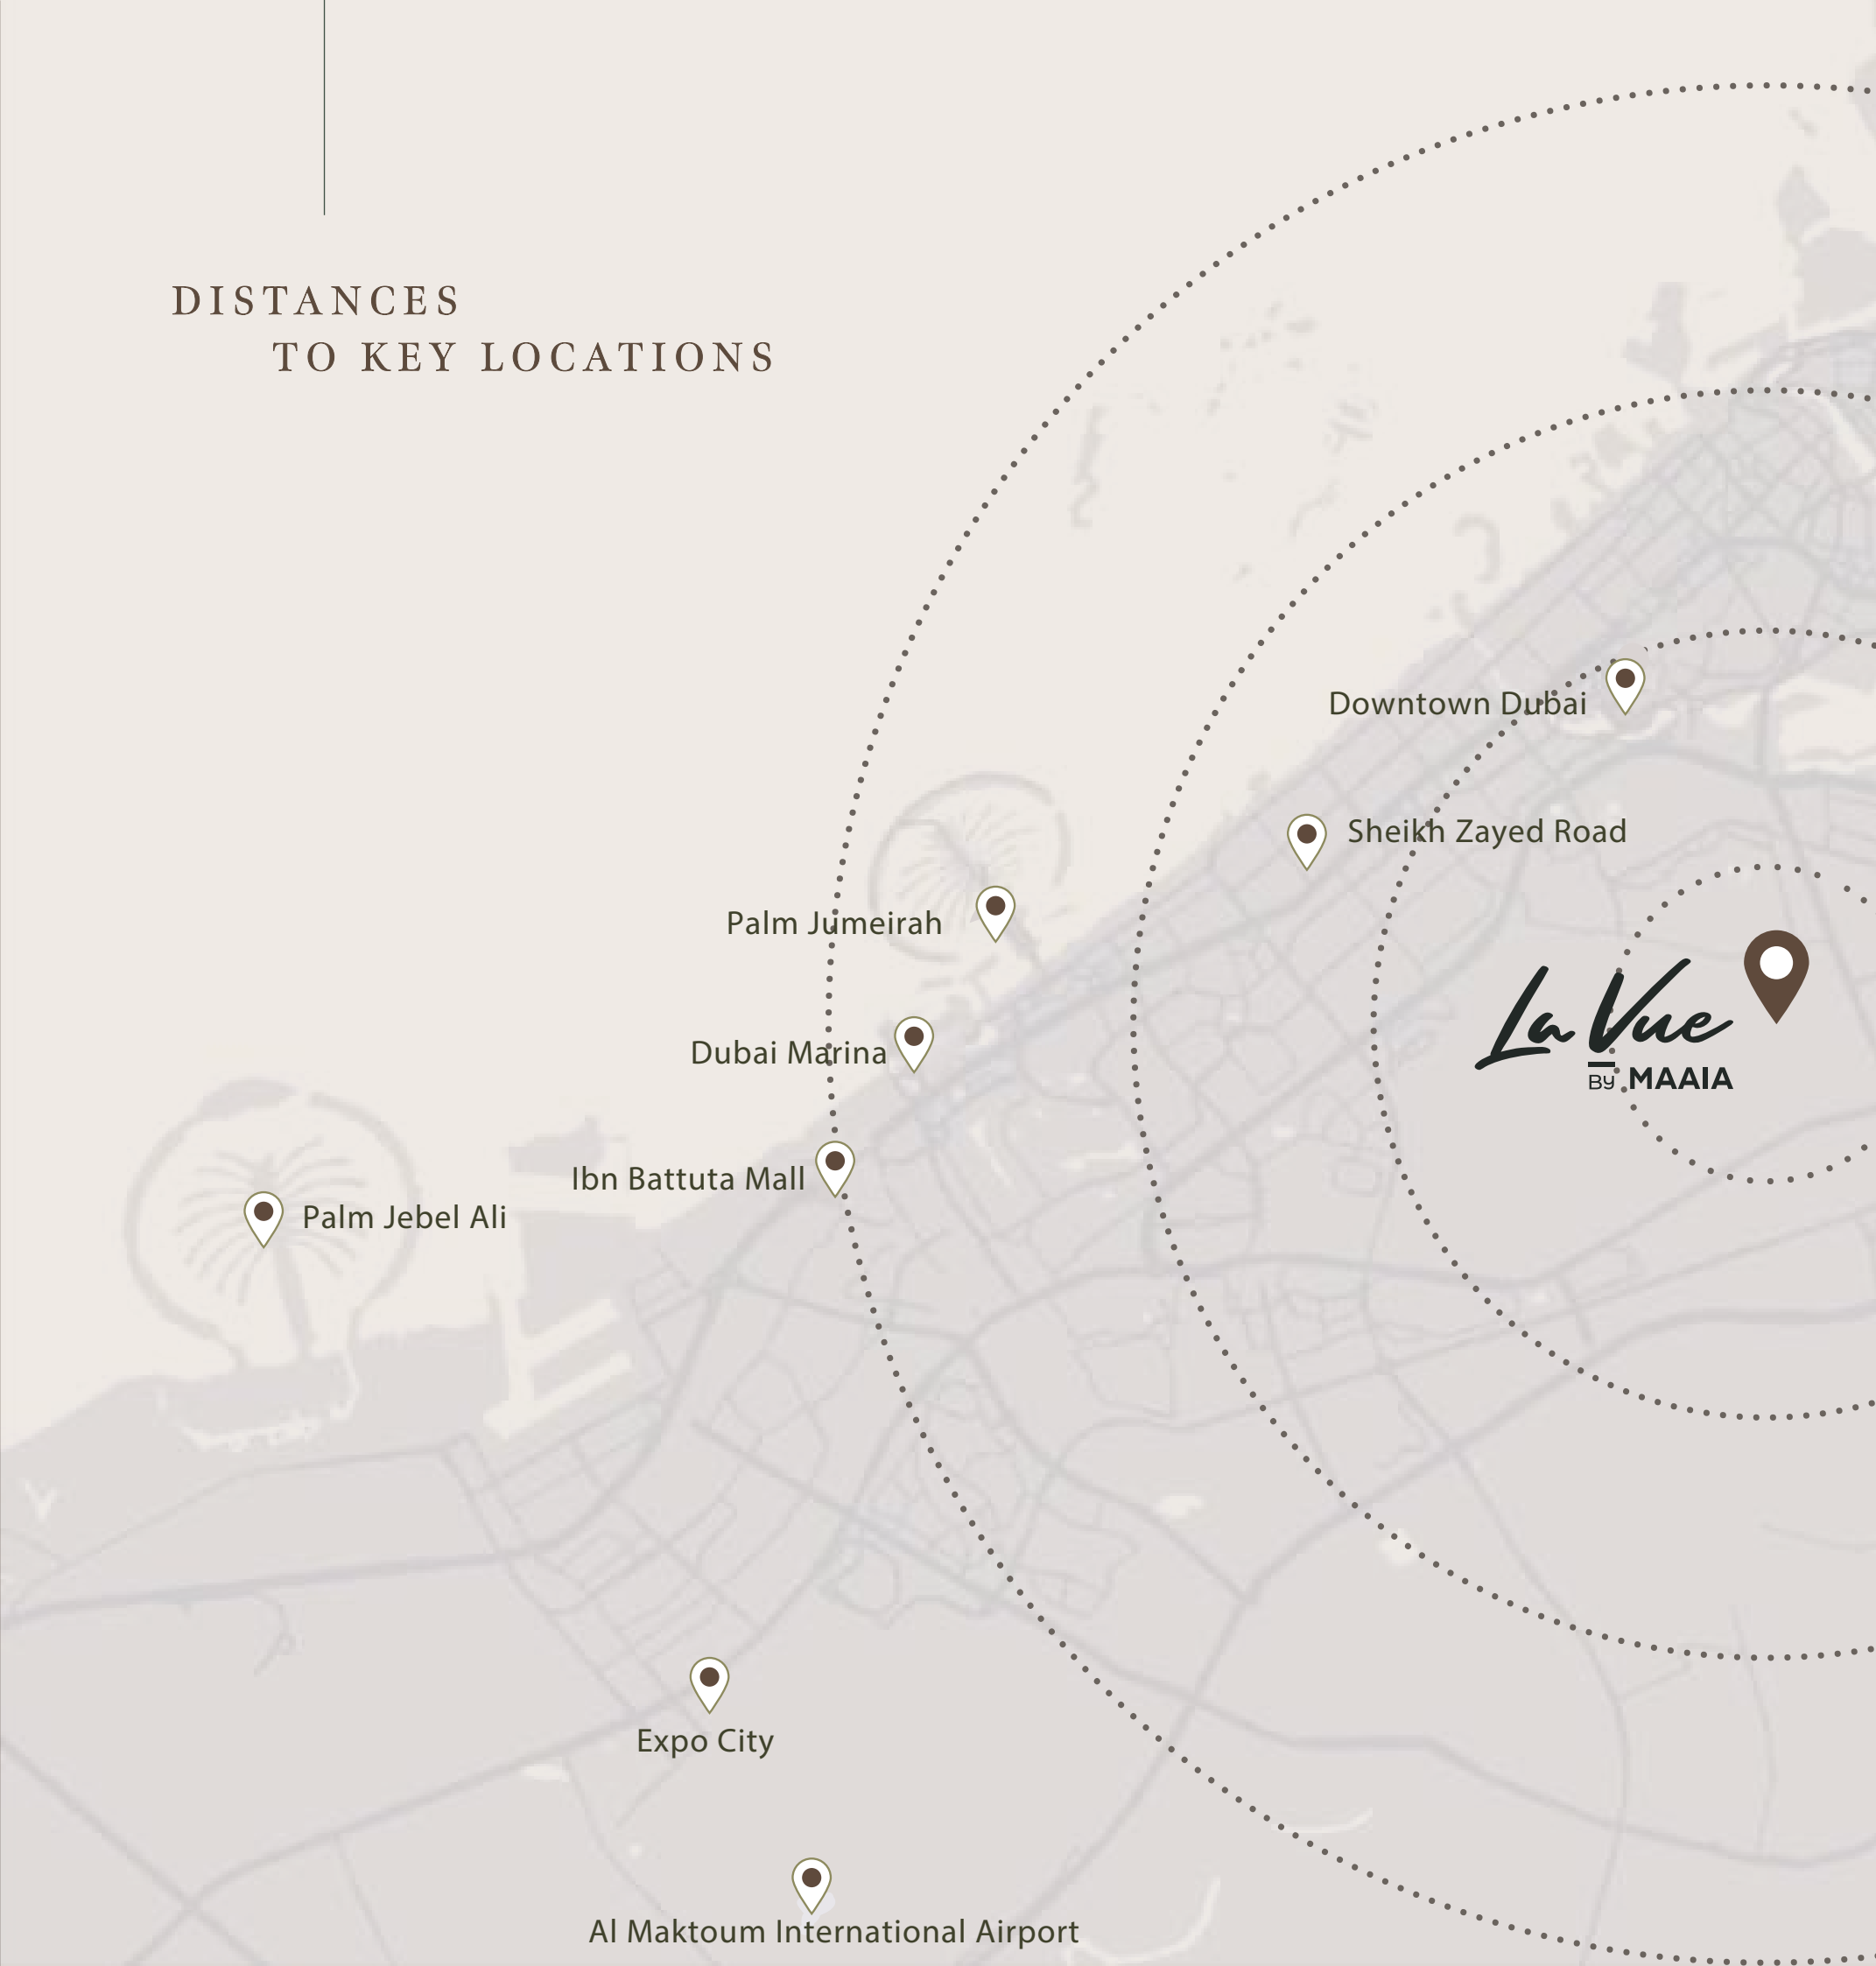 DISTANCES
TO KEY LOCATIONS
Downtown Dubai
Sheikh Zayed Road
Palm Jumeirah
La Vue
BY MAAIA
Dubai Marina
Ibn Battuta Mall
Palm Jebel Ali
Expo City
Al Maktoum International Airport